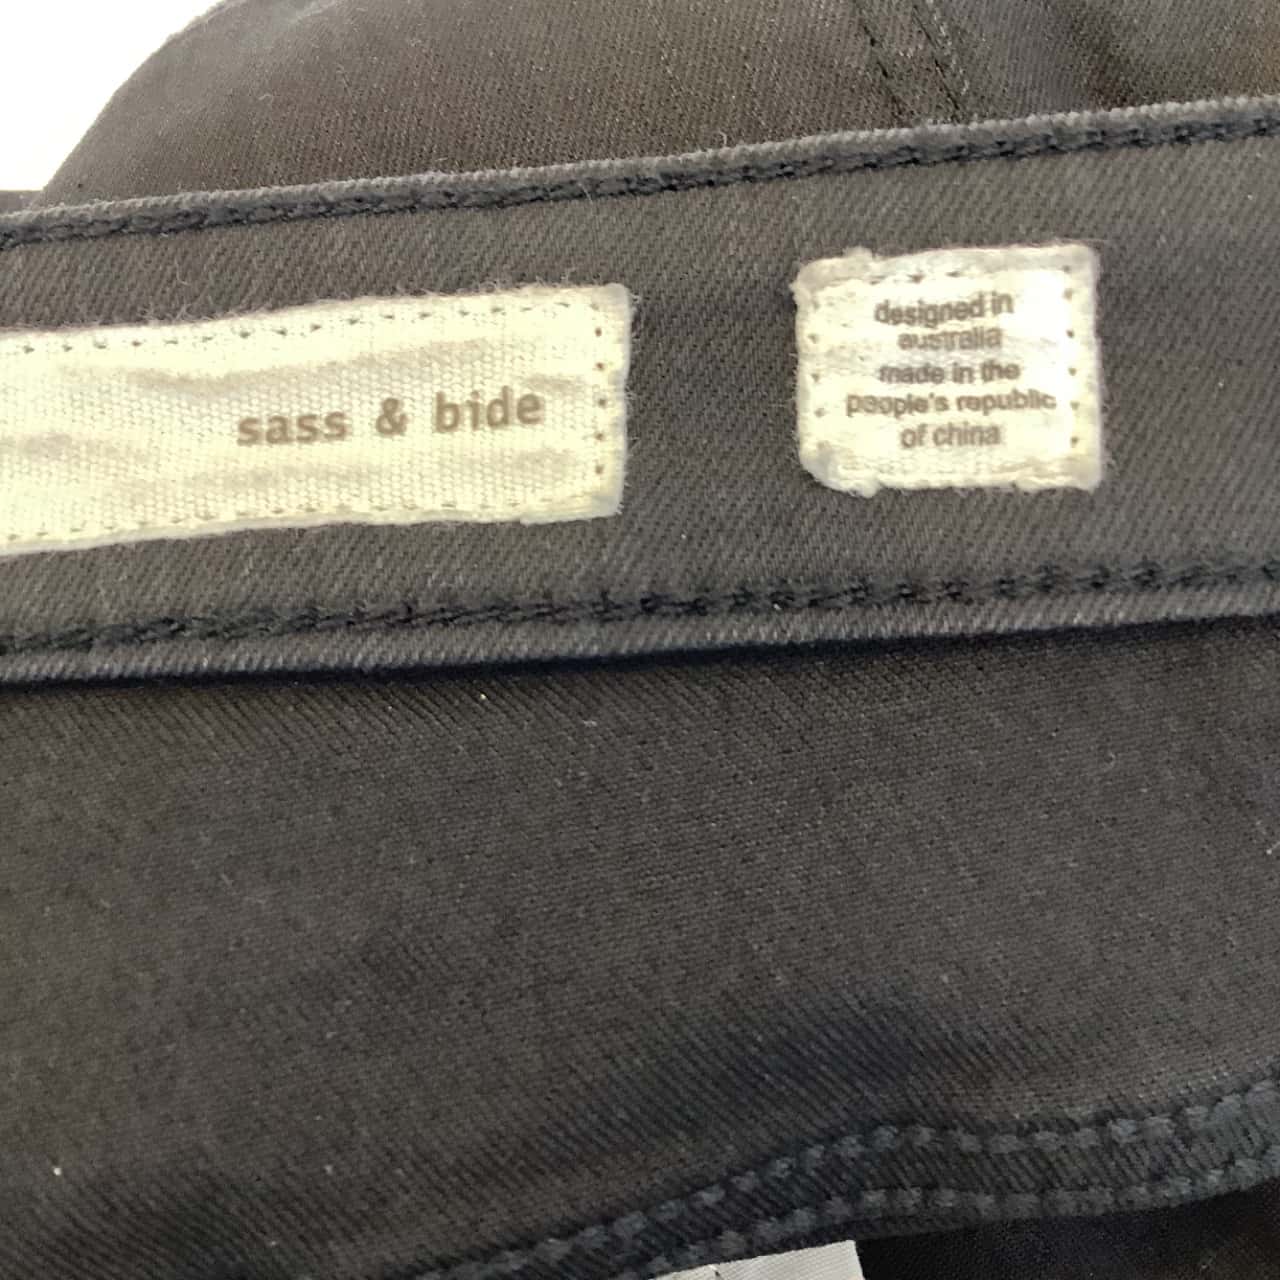 sass & bide
designed in
australia
made in the
people's republic
of china